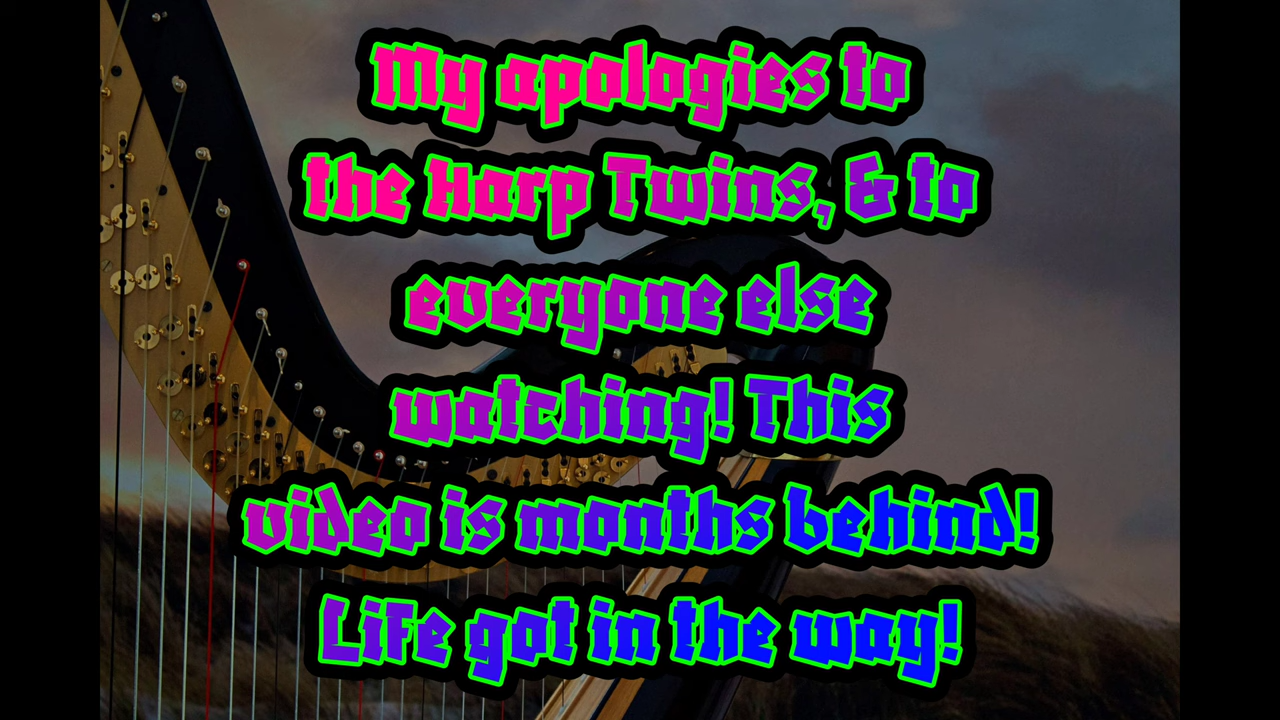 My apologies to
the Harp Twins, & to
everyone else
watching! This
video is months behind!
Life got in the way!